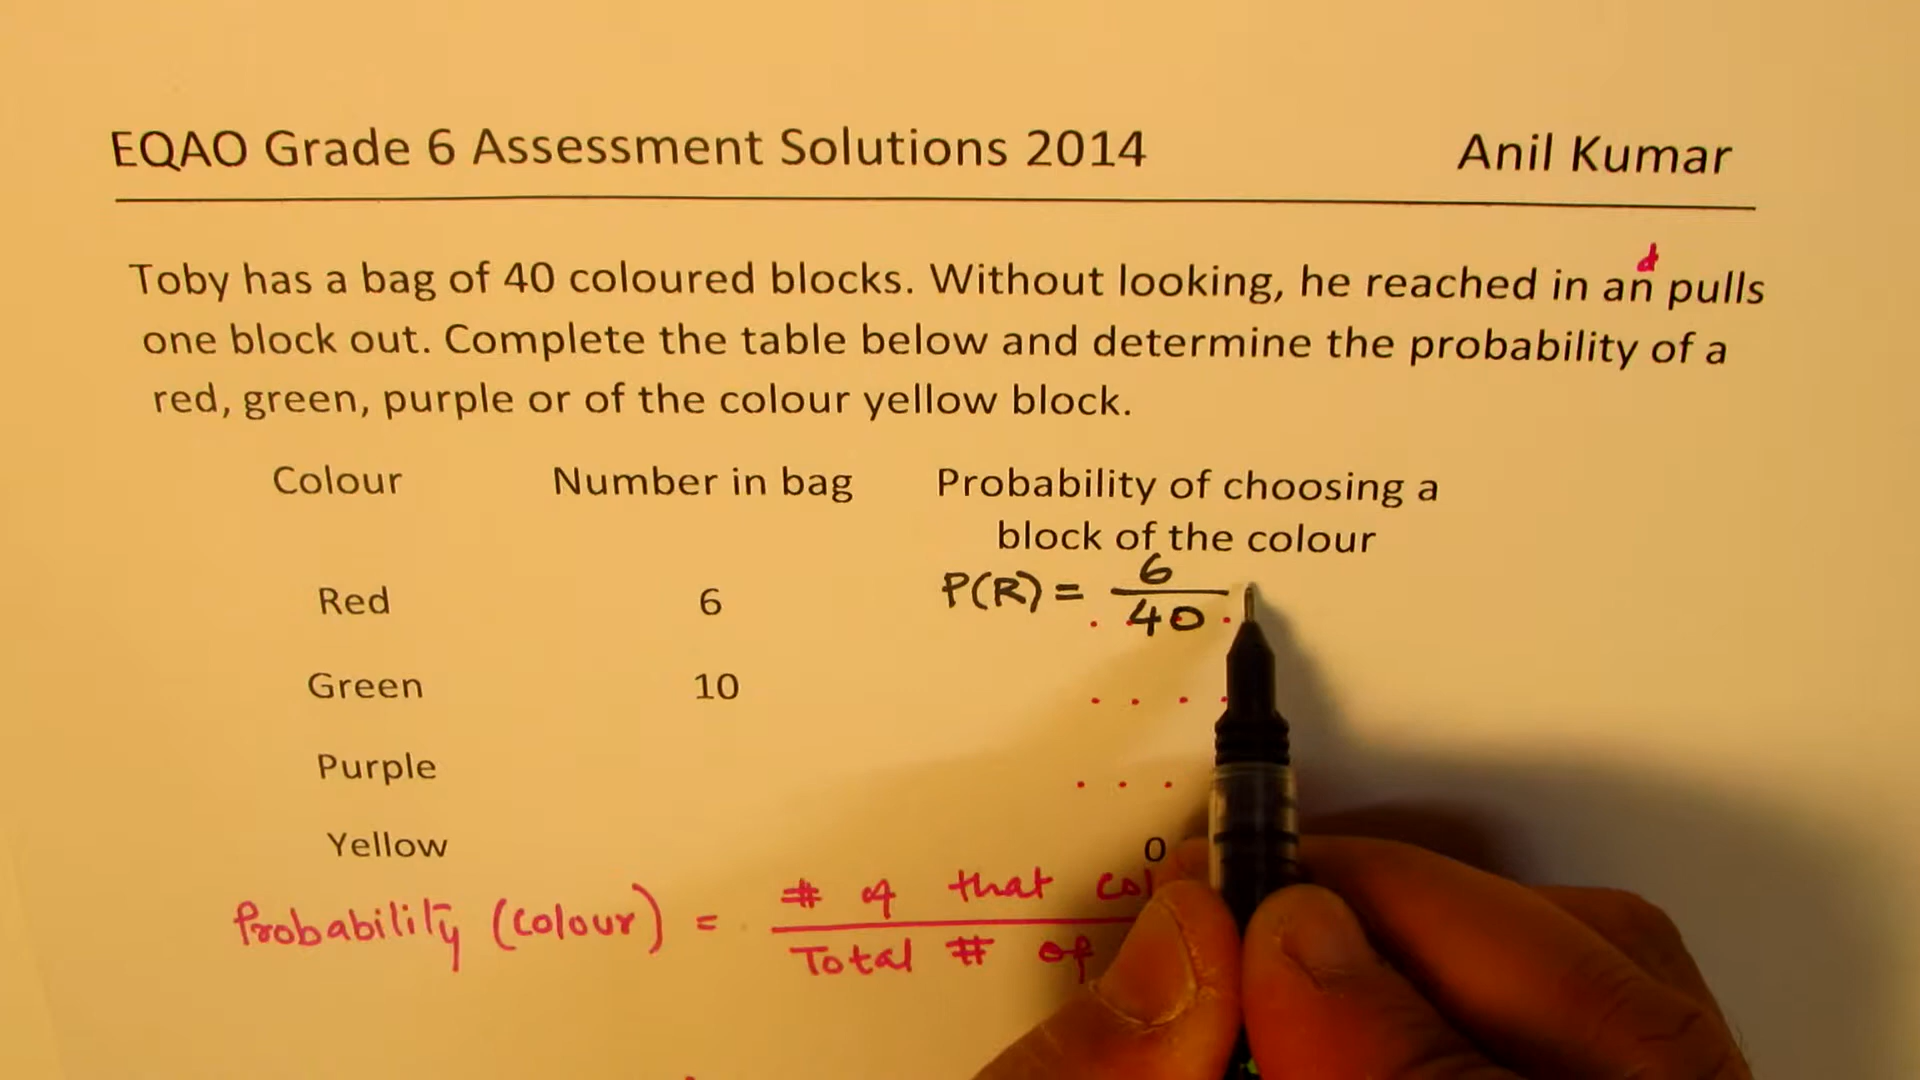 EQAO Grade 6 Assessment Solutions 2014 Anil Kumar
d
Toby has a bag of 40 coloured blocks. Without looking, he reached in an pulls
one block out. Complete the table below and determine the probability of a
red, green, purple or of the colour yellow block.
Colour Number in bag Probability of choosing a
block of the colour
Red 6 P(R) = 6/40
Green 10
Purple
Yellow 0
Probability (Colour) = # of that
Total # of